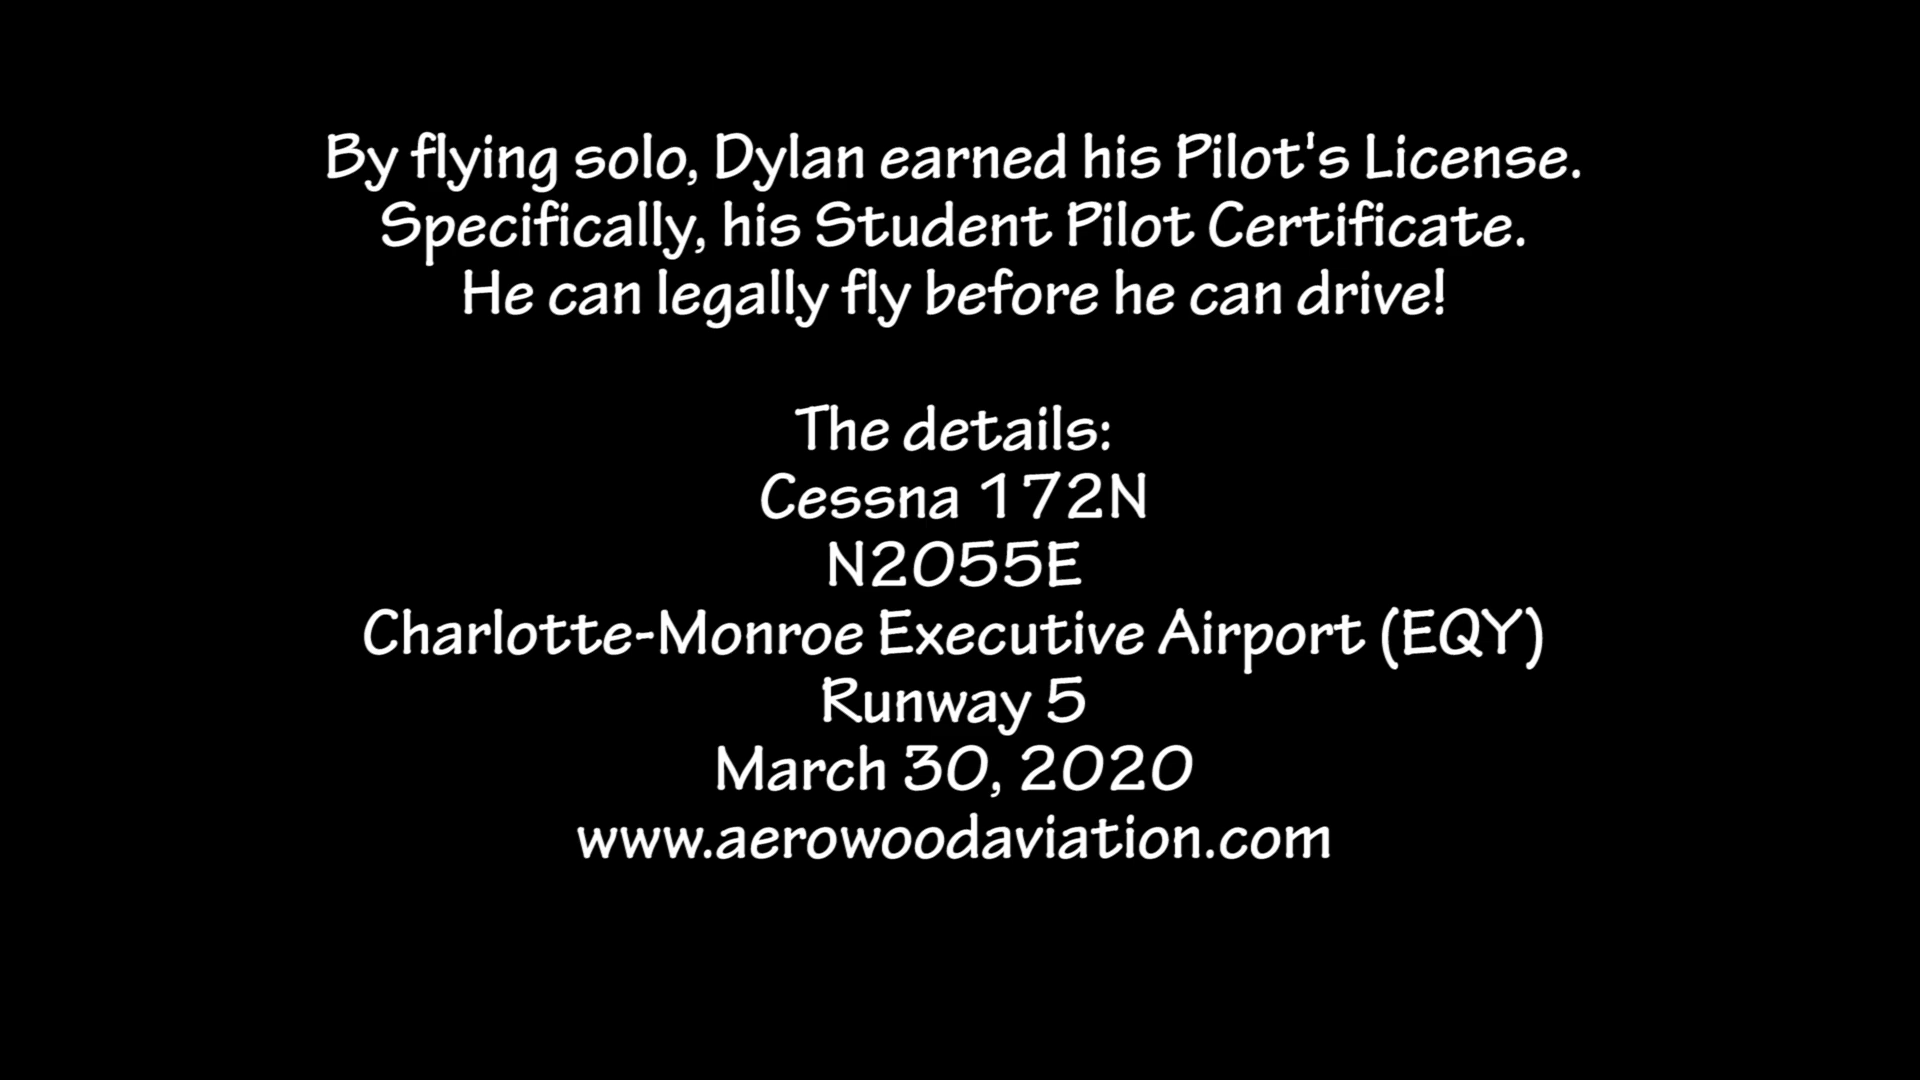 By flying solo, Dylan earned his Pilot's License.
Specifically, his Student Pilot Certificate.
He can legally fly before he can drive!
The details:
Cessna 172N
N2055E
Charlotte-Monroe Executive Airport (EQY)
Runway 5
March 30, 2020
www.aerowoodaviation.com